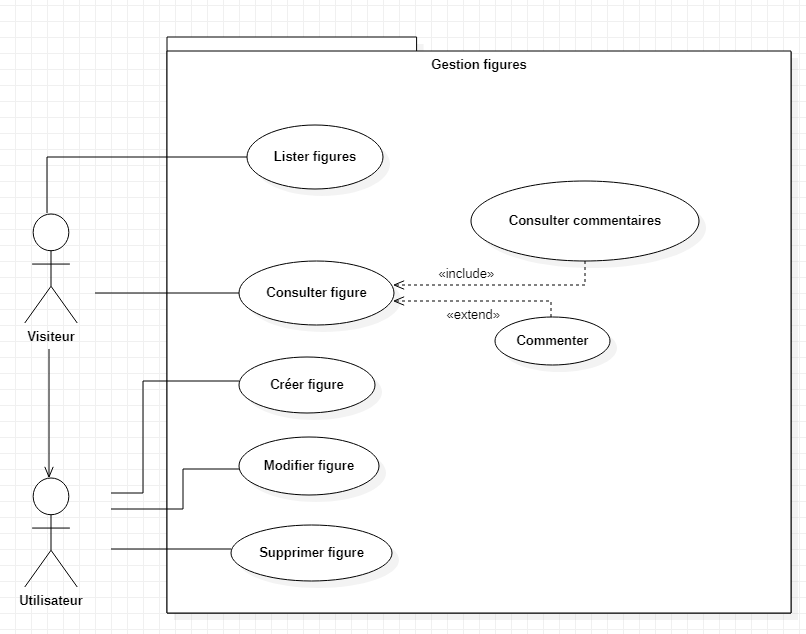 Gestion figures
Lister figures
Consulter commentaires
«include»
Consulter figure
«extend»
Visiteur
Commenter
Créer figure
Modifier figure
Supprimer figure
Utilisateur